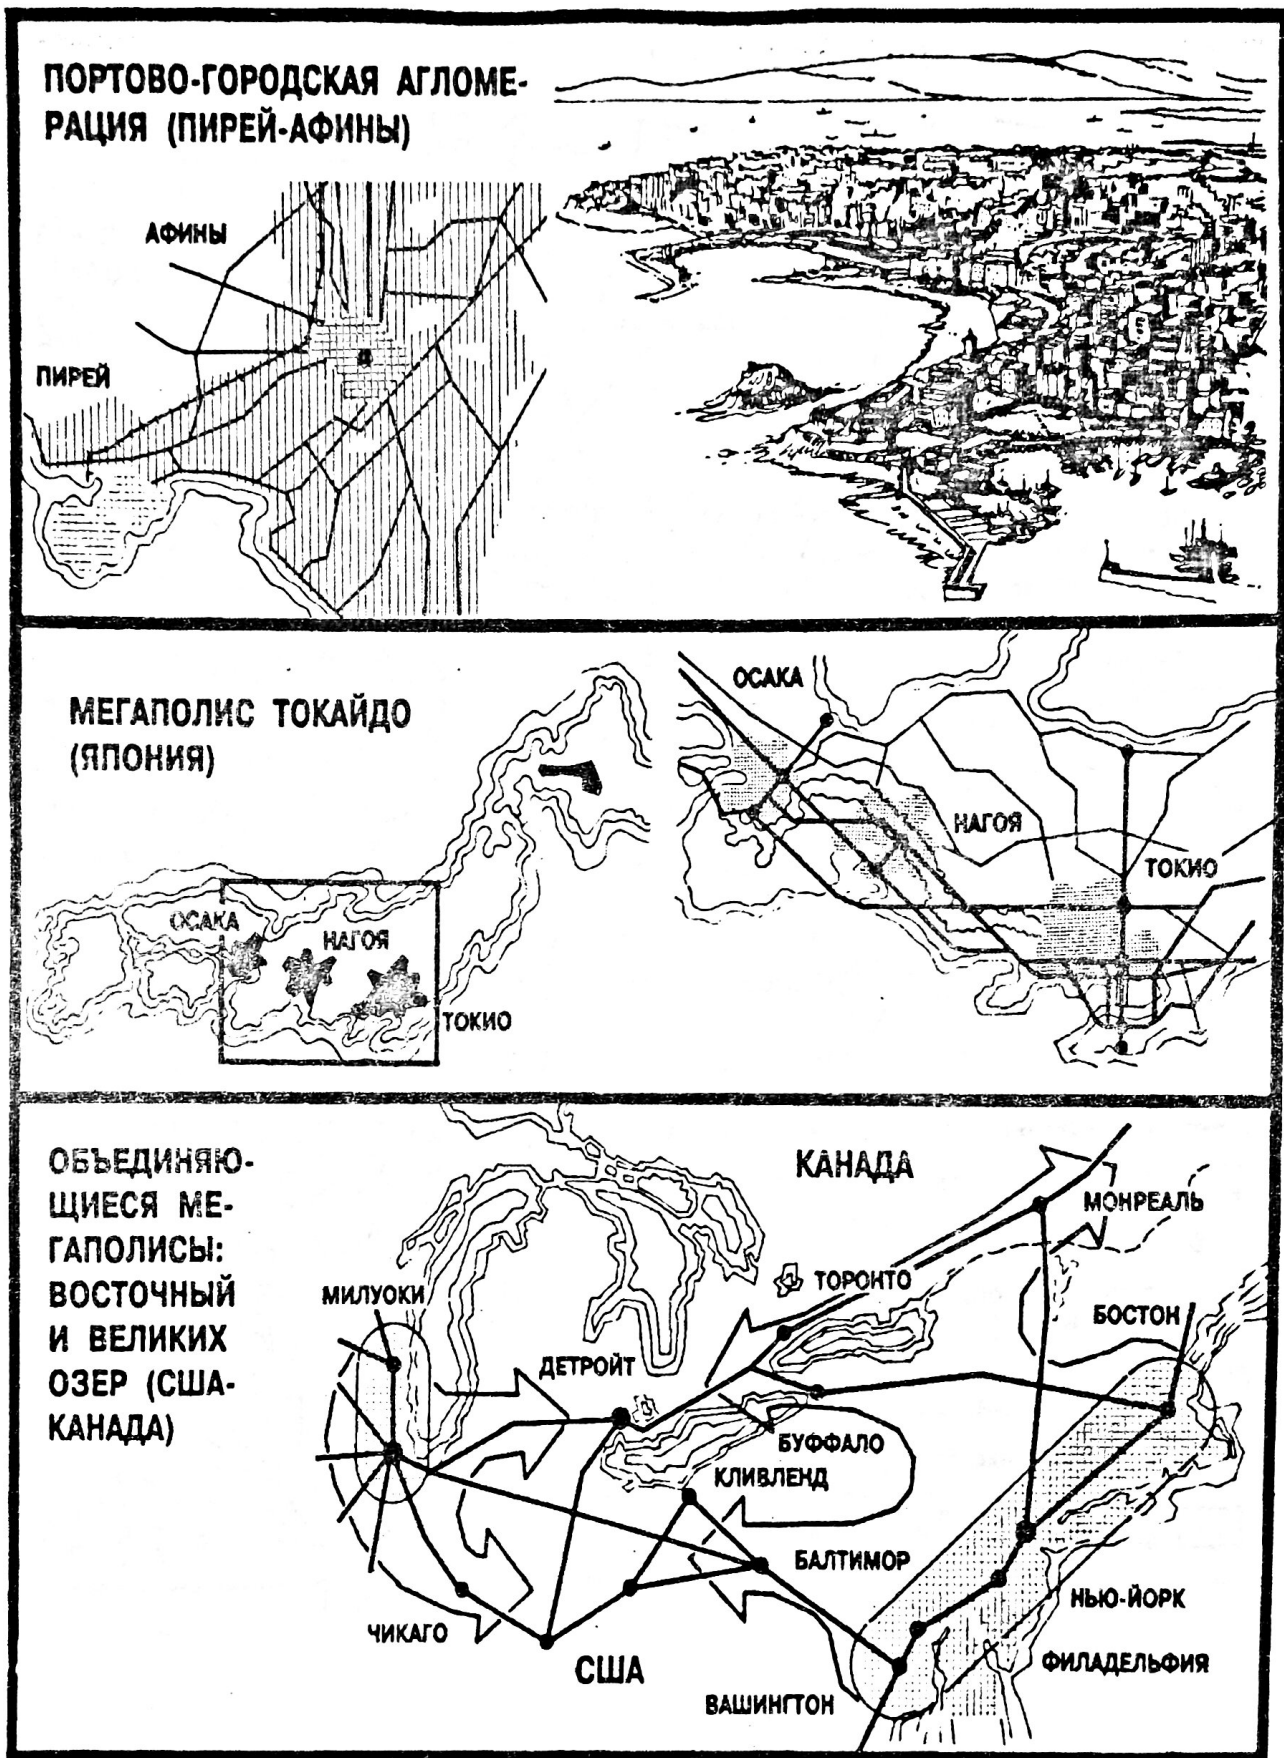 ПОРТОВО-ГОРОДСКАЯ АГЛОМЕ-
РАЦИЯ (ПИРЕЙ-АФИНЫ)
АФИНЫ
ПИРЕЙ
МЕГАПОЛИС ТОКАЙДО
(ЯПОНИЯ)
ОСАКА
НАГОЯ
ТОКИО
ОСАКА
НАГОЯ
ТОКИО
ОБЪЕДИНЯЮ-
ЩИЕСЯ МЕ-
ГАПОЛИСЫ:
ВОСТОЧНЫЙ
И ВЕЛИКИХ
ОЗЕР (США-
КАНАДА)
КАНАДА
МОНРЕАЛЬ
ТОРОНТО
МИЛУОКИ
БОСТОН
ДЕТРОЙТ
БУФФАЛО
КЛИВЛЕНД
БАЛТИМОР
НЬЮ-ЙОРК
ЧИКАГО
ФИЛАДЕЛЬФИЯ
США
ВАШИНГТОН